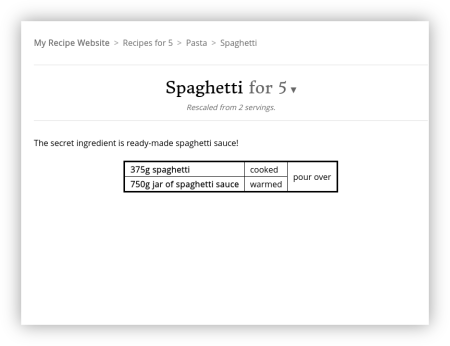 My Recipe Website > Recipes for 5 > Pasta > Spaghetti
Spaghetti for 5 ▾
Rescaled from 2 servings.
The secret ingredient is ready-made spaghetti sauce!
375g spaghetti cooked pour over
750g jar of spaghetti sauce warmed